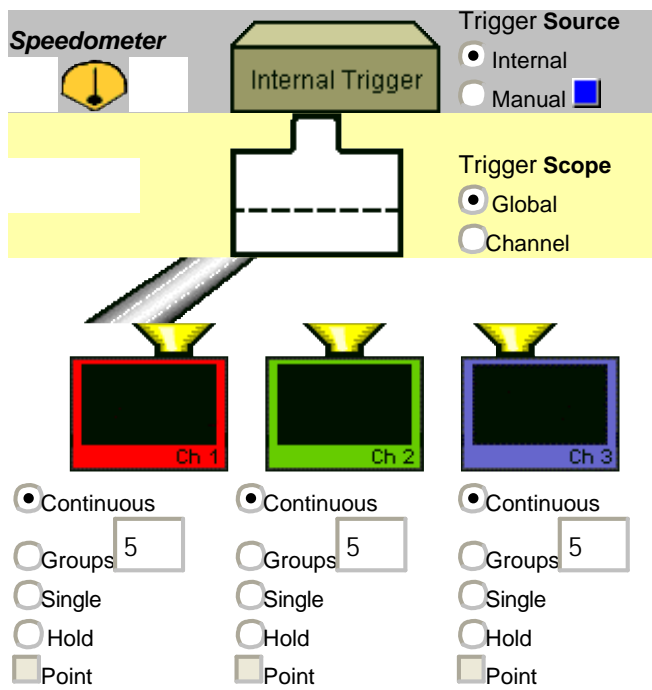 Speedometer
Internal Trigger
Trigger Source
Internal
Manual
Trigger Scope
Global
Channel
Ch 1
Ch 2
Ch 3
Continuous
Groups 5
Single
Hold
Point
Continuous
Groups 5
Single
Hold
Point
Continuous
Groups 5
Single
Hold
Point